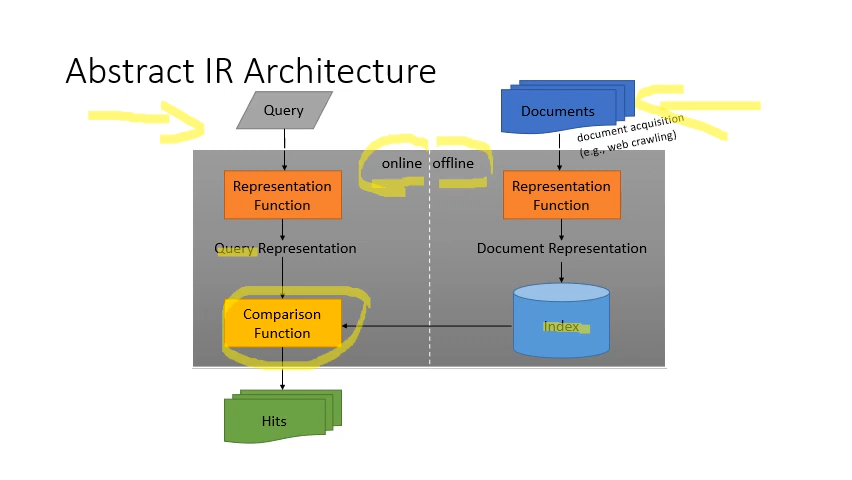 Abstract IR Architecture
Query
Documents
document acquisition
(e.g., web crawling)
online offline
Representation
Function
Representation
Function
Query Representation
Document Representation
Comparison
Function
Index
Hits